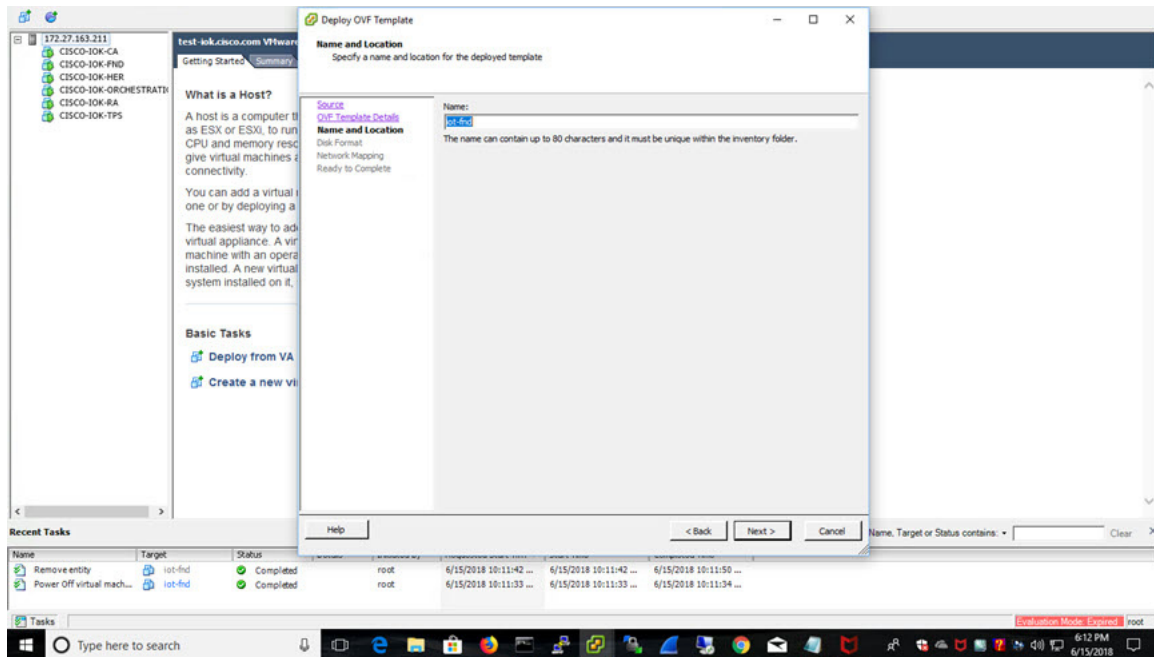 172.27.163.211
CISCO-IOK-CA
CISCO-IOK-FND
CISCO-IOK-HER
CISCO-IOK-ORCHESTRATI
CISCO-IOK-RA
CISCO-IOK-TPS
test-iok.cisco.com VMware
Getting Started
Summary
What is a Host?
A host is a computer t
as ESX or ESXi, to run
CPU and memory resc
give virtual machines a
connectivity.
You can add a virtual
one or by deploying a
The easiest way to ad
virtual appliance. A vir
machine with an opera
installed. A new virtual
system installed on it,
Basic Tasks
Deploy from VA
Create a new vi
Deploy OVF Template
Name and Location
Specify a name and location for the deployed template
Source
OVF Template Details
Name and Location
Disk Format
Network Mapping
Ready to Complete
Name:
iot-fnd
The name can contain up to 80 characters and it must be unique within the inventory folder.
Help
< Back
Next >
Cancel
Recent Tasks
Name, Target or Status contains:
Clear
Name Target Status
Remove entity iot-fnd Completed root 6/15/2018 10:11:42 ... 6/15/2018 10:11:42 ... 6/15/2018 10:11:50 ...
Power Off virtual mach... iot-fnd Completed root 6/15/2018 10:11:33 ... 6/15/2018 10:11:33 ... 6/15/2018 10:11:34 ...
Tasks
Evaluation Mode: Expired
root
Type here to search
6:12 PM
6/15/2018